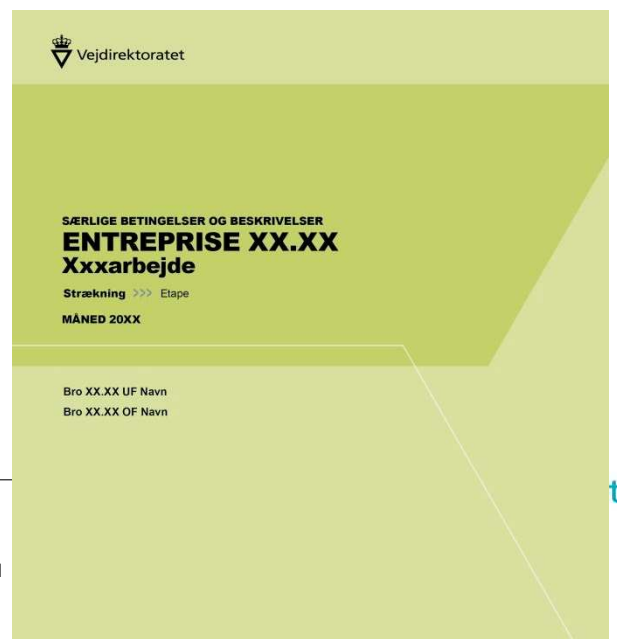 Vejdirektoratet
SÆRLIGE BETINGELSER OG BESKRIVELSER
ENTREPRISE XX.XX
Xxxarbejde
Strækning >>> Etape
MÅNED 20XX
Bro XX.XX UF Navn
Bro XX.XX OF Navn
t